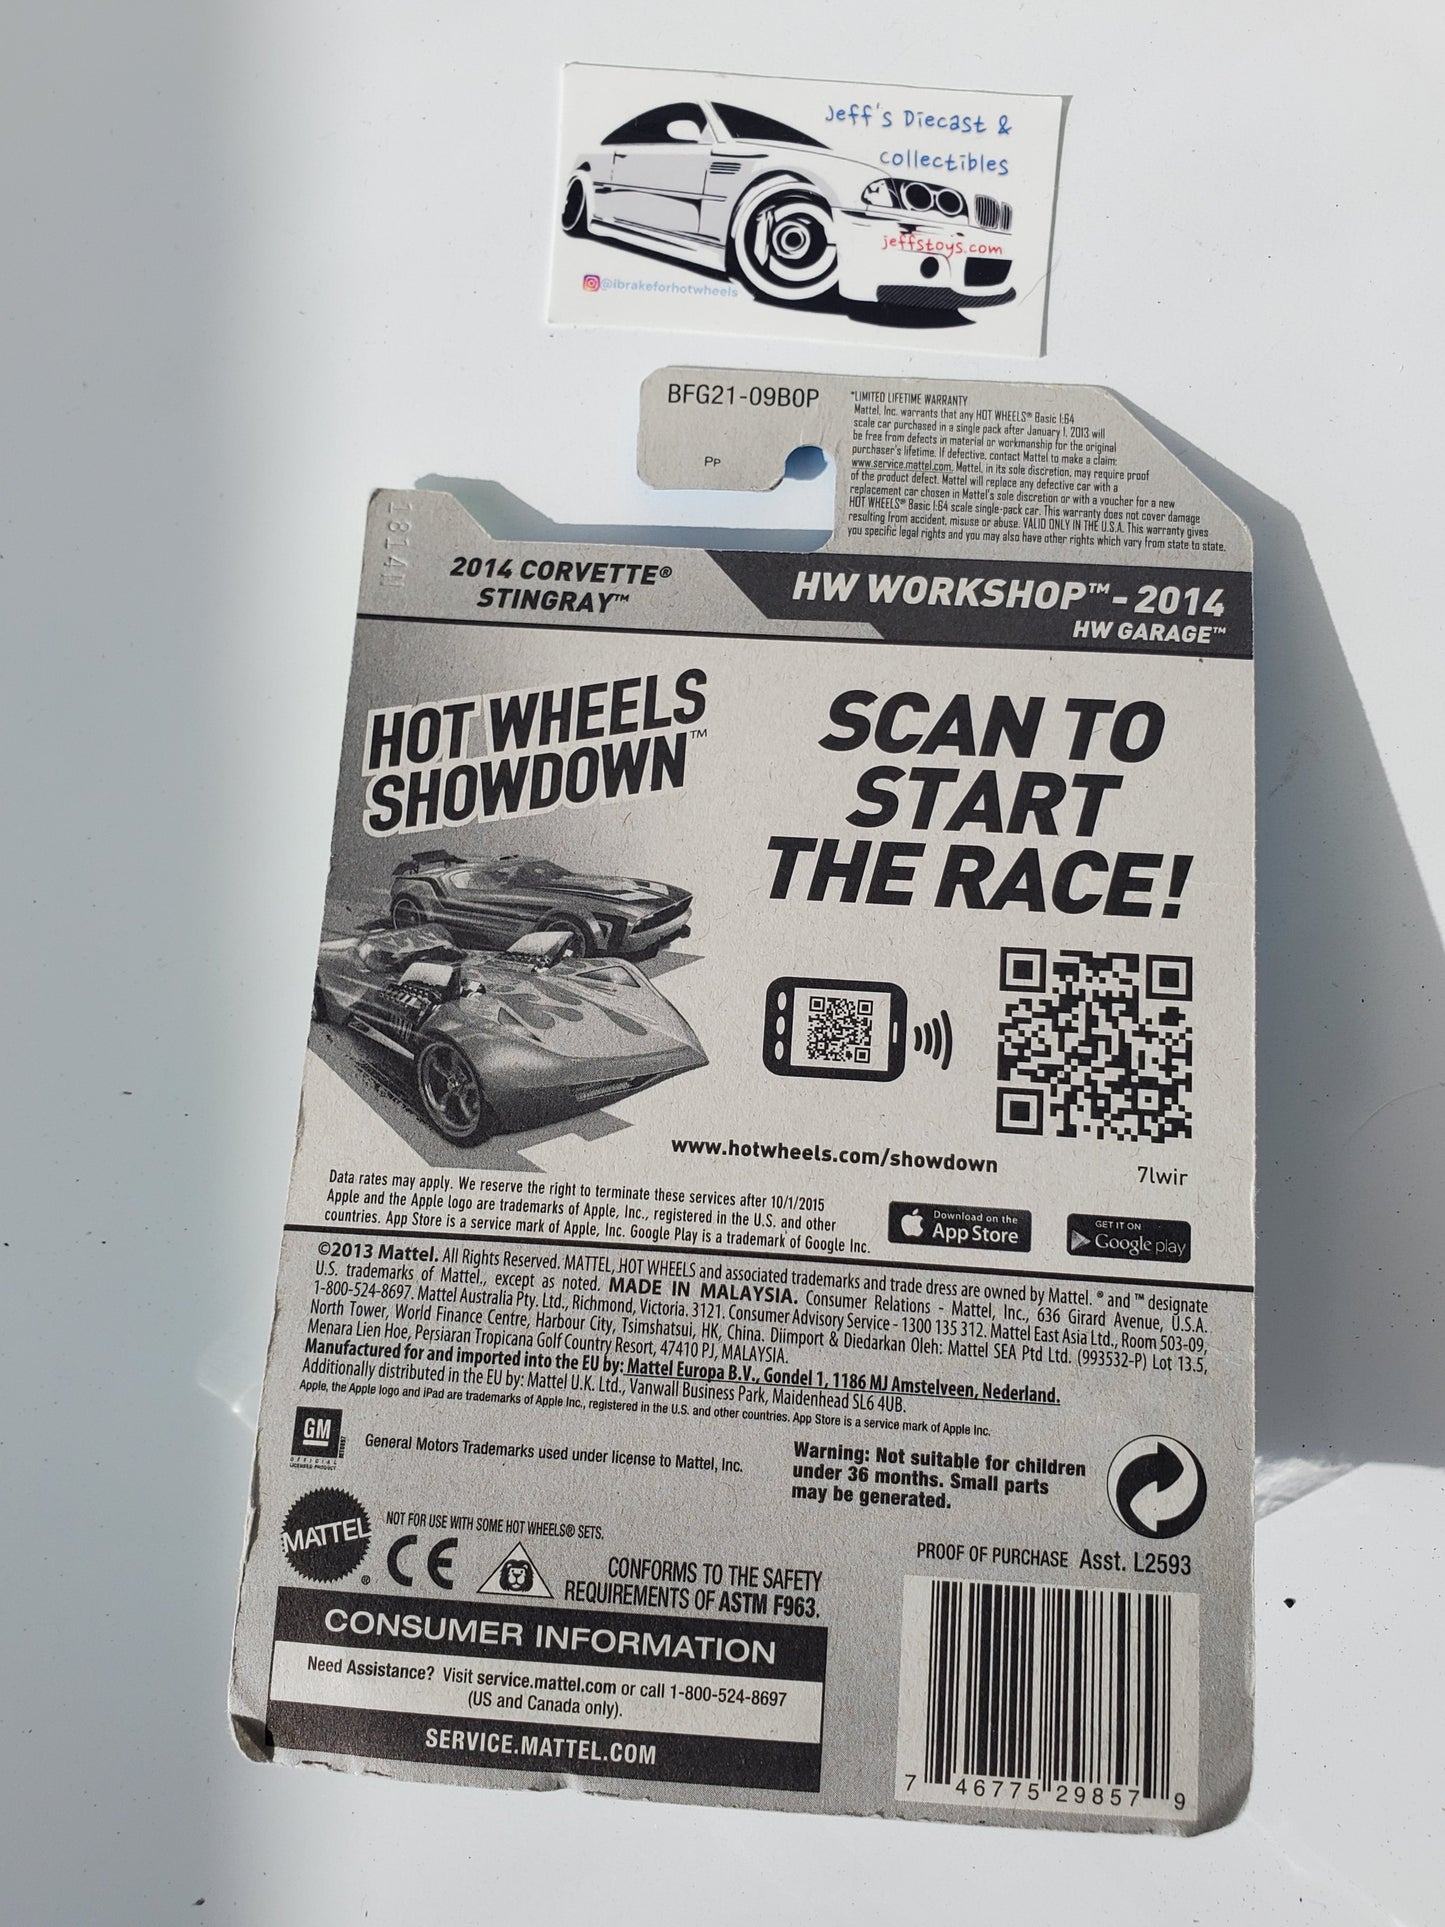 Jeff's Diecast &
collectibles
jeffstoys.com
@ibrakeforhotwheels
BFG21-09B0P
PP
*LIMITED LIFETIME WARRANTY
Mattel, Inc. warrants that any HOT WHEELS® Basic 1:64
scale car purchased in a single pack after January 1, 2013 will
be free from defects in material or workmanship for the original
purchaser's lifetime. If defective, contact Mattel to make a claim:
www.service.mattel.com. Mattel, in its sole discretion, may require proof
of the product defect. Mattel will replace any defective car with a
replacement car chosen in Mattel's sole discretion or with a voucher for a new
HOT WHEELS® Basic 1:64 scale single-pack car. This warranty does not cover damage
resulting from accident, misuse or abuse. VALID ONLY IN THE U.S.A. This warranty gives
you specific legal rights and you may also have other rights which vary from state to state.
2014 CORVETTE®
STINGRAY™
HW WORKSHOP™ - 2014
HW GARAGE™
HOT WHEELS
SHOWDOWN™
SCAN TO
START
THE RACE!
www.hotwheels.com/showdown
7lwir
Data rates may apply. We reserve the right to terminate these services after 10/1/2015
Apple and the Apple logo are trademarks of Apple, Inc., registered in the U.S. and other
countries. App Store is a service mark of Apple, Inc. Google Play is a trademark of Google Inc.
Download on the
App Store
GET IT ON
Google play
©2013 Mattel. All Rights Reserved. MATTEL, HOT WHEELS and associated trademarks and trade dress are owned by Mattel. ® and ™ designate
U.S. trademarks of Mattel., except as noted. MADE IN MALAYSIA. Consumer Relations - Mattel, Inc., 636 Girard Avenue, U.S.A.
1-800-524-8697. Mattel Australia Pty. Ltd., Richmond, Victoria. 3121. Consumer Advisory Service - 1300 135 312. Mattel East Asia Ltd., Room 503-09,
North Tower, World Finance Centre, Harbour City, Tsimshatsui, HK, China. Diimport & Diedarkan Oleh: Mattel SEA Ptd Ltd. (993532-P) Lot 13.5,
Menara Lien Hoe, Persiaran Tropicana Golf Country Resort, 47410 PJ, MALAYSIA.
Manufactured for and imported into the EU by: Mattel Europa B.V., Gondel 1, 1186 MJ Amstelveen, Nederland.
Additionally distributed in the EU by: Mattel U.K. Ltd., Vanwall Business Park, Maidenhead SL6 4UB.
Apple, the Apple logo and iPad are trademarks of Apple Inc., registered in the U.S. and other countries. App Store is a service mark of Apple Inc.
GM
OFFICIAL
LICENSED PRODUCT
General Motors Trademarks used under license to Mattel, Inc.
Warning: Not suitable for children
under 36 months. Small parts
may be generated.
MATTEL®
NOT FOR USE WITH SOME HOT WHEELS® SETS.
CE
CONFORMS TO THE SAFETY
REQUIREMENTS OF ASTM F963.
PROOF OF PURCHASE Asst. L2593
CONSUMER INFORMATION
Need Assistance? Visit service.mattel.com or call 1-800-524-8697
(US and Canada only).
SERVICE.MATTEL.COM
7 46775 29857 9